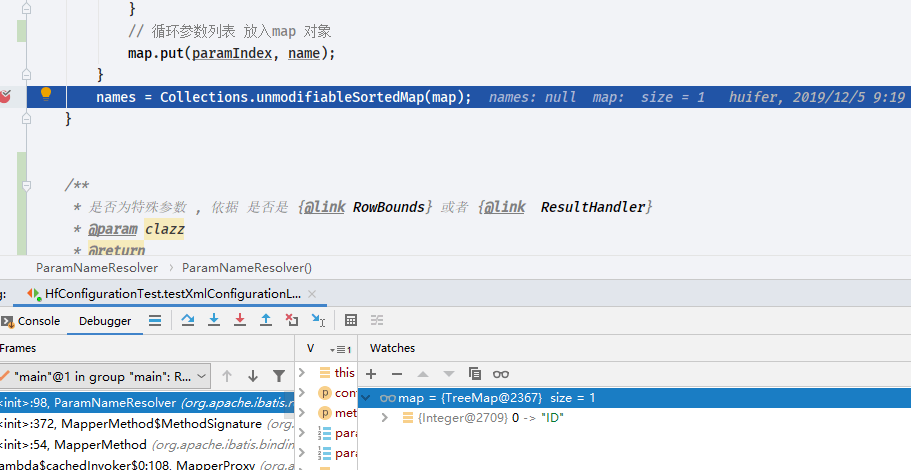 }
// 循环参数列表 放入map 对象
map.put(paramIndex, name);
}
names = Collections.unmodifiableSortedMap(map); names: null map: size = 1 huifer, 2019/12/5 9:19
}
/**
* 是否为特殊参数 , 依据 是否是 {@link RowBounds} 或者 {@link ResultHandler}
* @param clazz
* @return
ParamNameResolver › ParamNameResolver()
g: HfConfigurationTest.testXmlConfigurationL... ×
Console Debugger
Frames V 1 Watches
"main"@1 in group "main": R...
<init>:98, ParamNameResolver (org.apache.ibatis.r
<init>:372, MapperMethod$MethodSignature (org.
<init>:54, MapperMethod (org.apache.ibatis.bindin
ambda$cachedInvoker$0:108, MapperProxy (org.a
this
con
met
para
para
map = {TreeMap@2367} size = 1
{Integer@2709} 0 -> "ID"